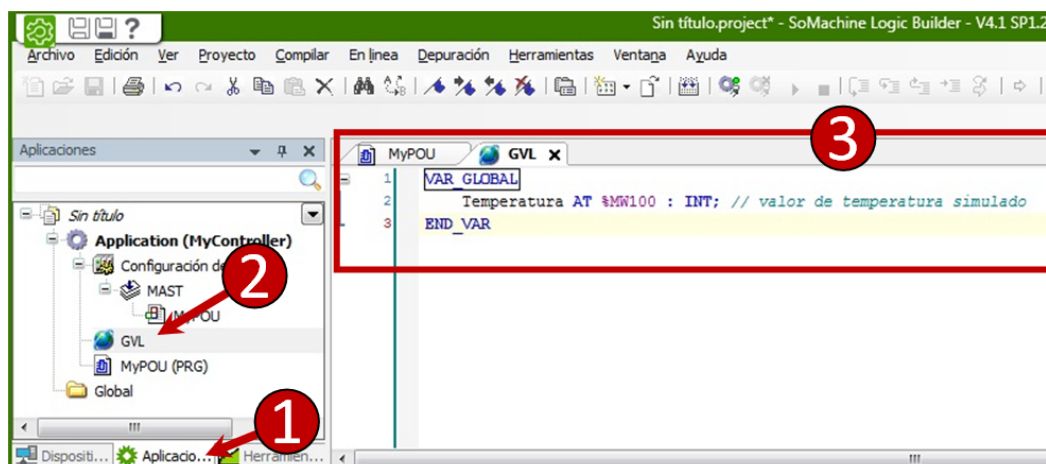 Sin título.project* - SoMachine Logic Builder - V4.1 SP1.2
Archivo Edición Ver Proyecto Compilar En línea Depuración Herramientas Ventana Ayuda
Aplicaciones
MyPOU GVL
3
1 VAR_GLOBAL
2 Temperatura AT %MW100 : INT; // valor de temperatura simulado
3 END_VAR
Sin título
Application (MyController)
Configuración de
2
MAST
MyPOU
GVL
MyPOU (PRG)
Global
1
Dispositi... Aplicacio... Herramien...